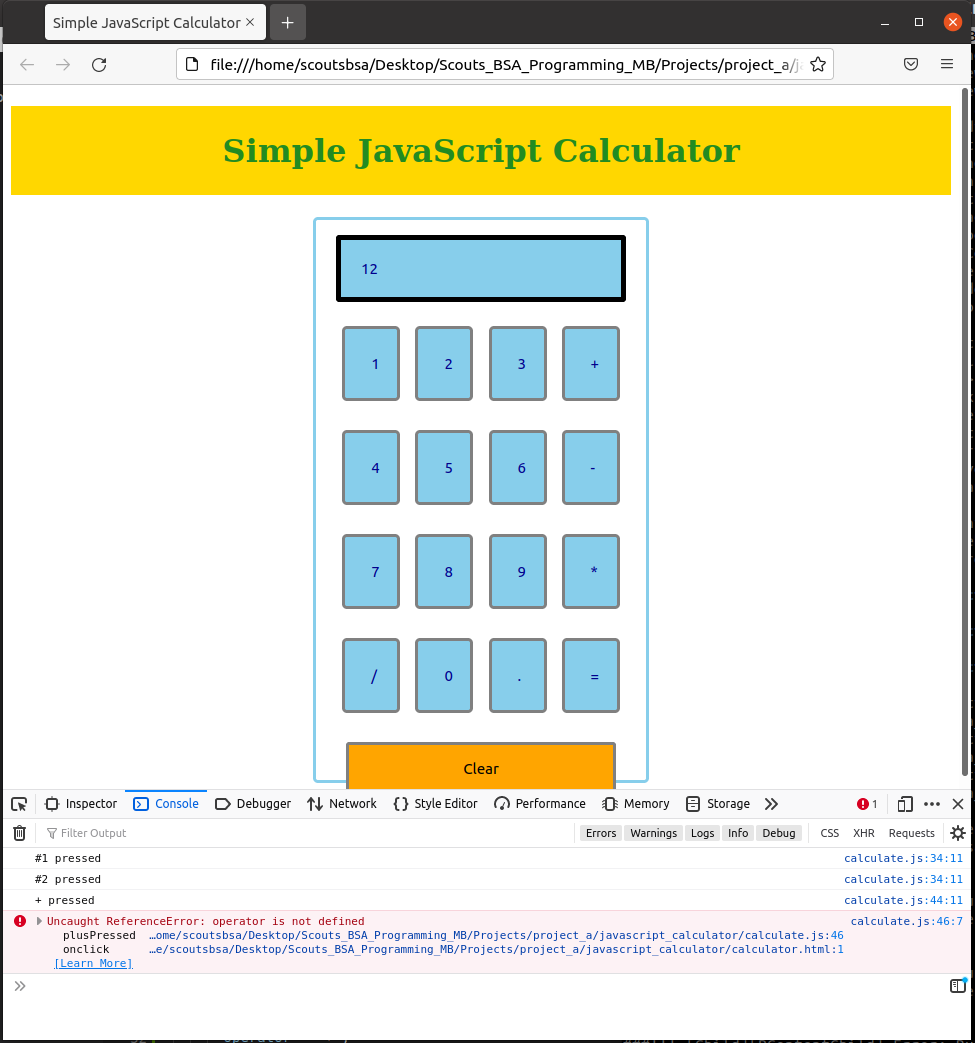 Simple JavaScript Calculator
file:///home/scoutsbsa/Desktop/Scouts_BSA_Programming_MB/Projects/project_a/j
Simple JavaScript Calculator
12
1 2 3 +
4 5 6 -
7 8 9 *
/ 0 . =
Clear
Inspector Console Debugger Network Style Editor Performance Memory Storage 1
Filter Output Errors Warnings Logs Info Debug CSS XHR Requests
#1 pressed calculate.js:34:11
#2 pressed calculate.js:34:11
+ pressed calculate.js:44:11
Uncaught ReferenceError: operator is not defined calculate.js:46:7
plusPressed …ome/scoutsbsa/Desktop/Scouts_BSA_Programming_MB/Projects/project_a/javascript_calculator/calculate.js:46
onclick …e/scoutsbsa/Desktop/Scouts_BSA_Programming_MB/Projects/project_a/javascript_calculator/calculator.html:1
[Learn More]